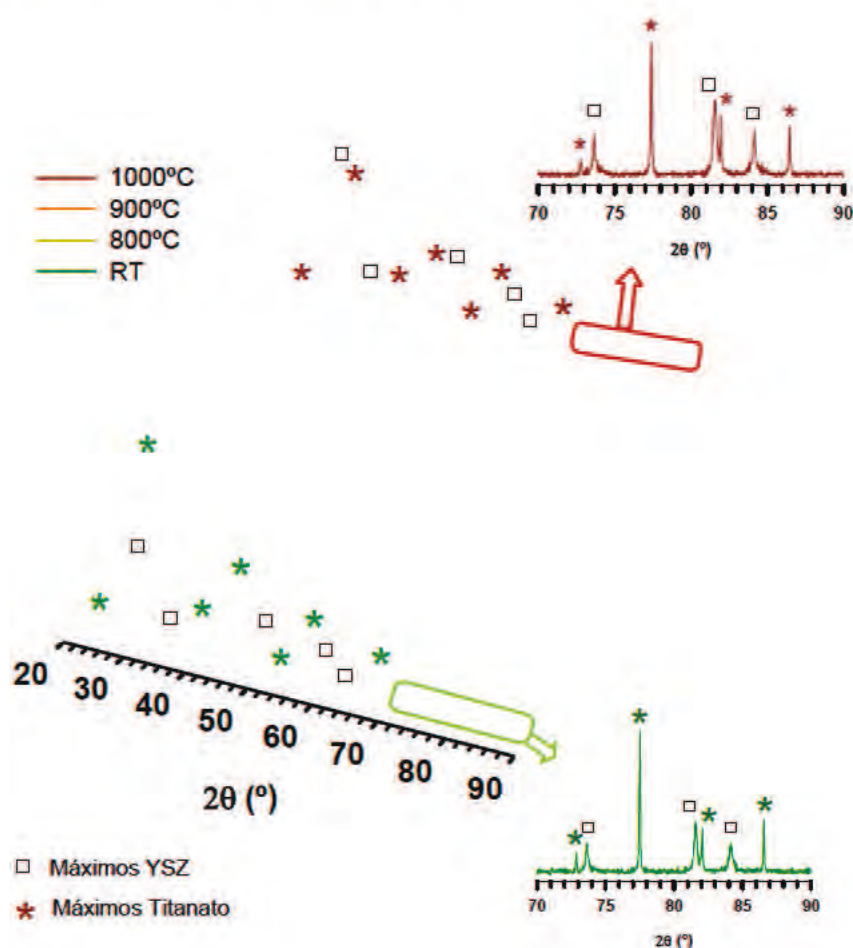 1000ºC
900ºC
800ºC
RT
70 75 80 85 90
2θ (º)
20 30 40 50 60 70 80 90
2θ (º)
Máximos YSZ
Máximos Titanato
70 75 80 85 90
2θ (º)